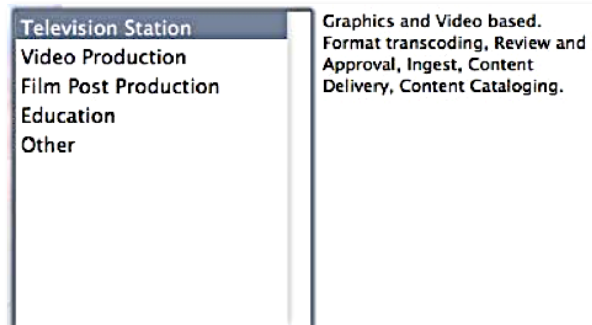 Television Station
Video Production
Film Post Production
Education
Other
Graphics and Video based.
Format transcoding, Review and
Approval, Ingest, Content
Delivery, Content Cataloging.